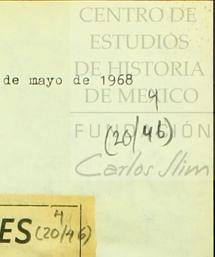 CENTRO DE
ESTUDIOS
DE HISTORIA
DE MEXICO
de mayo de 1968
FUNDACIÓN
Carlos Slim
4
(20/46)
ES
4
(20/46)